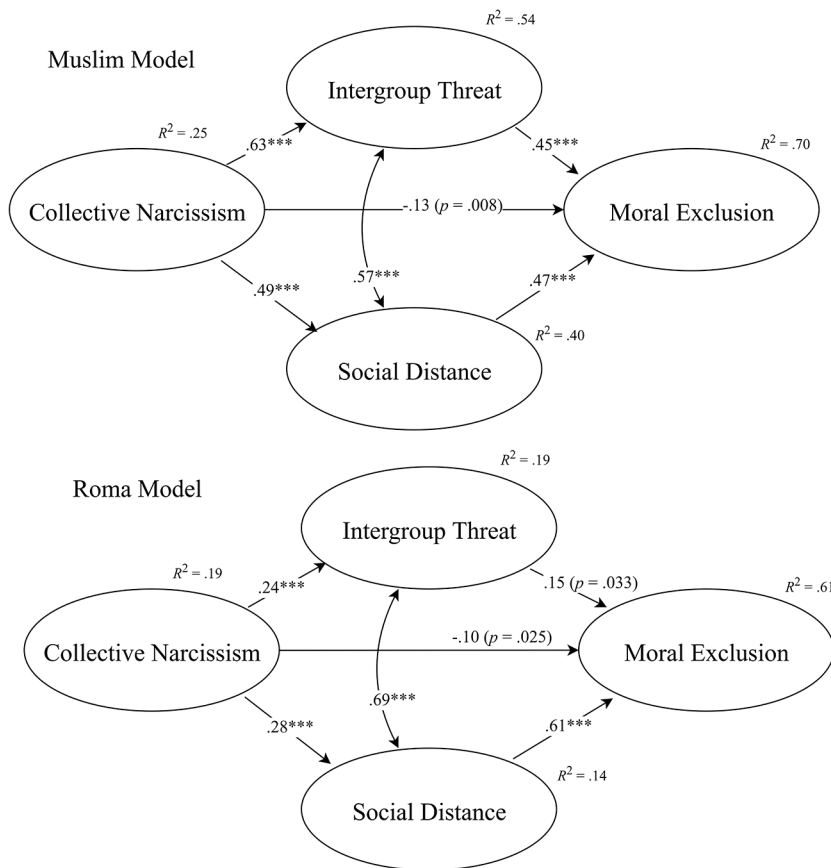 Muslim Model
R² = .54
Intergroup Threat
R² = .25
.63***
.45***
R² = .70
Collective Narcissism
-.13 (p = .008)
Moral Exclusion
.57***
.49***
.47***
R² = .40
Social Distance
Roma Model
R² = .19
Intergroup Threat
R² = .19
.24***
.15 (p = .033)
R² = .61
Collective Narcissism
-.10 (p = .025)
Moral Exclusion
.69***
.28***
.61***
R² = .14
Social Distance